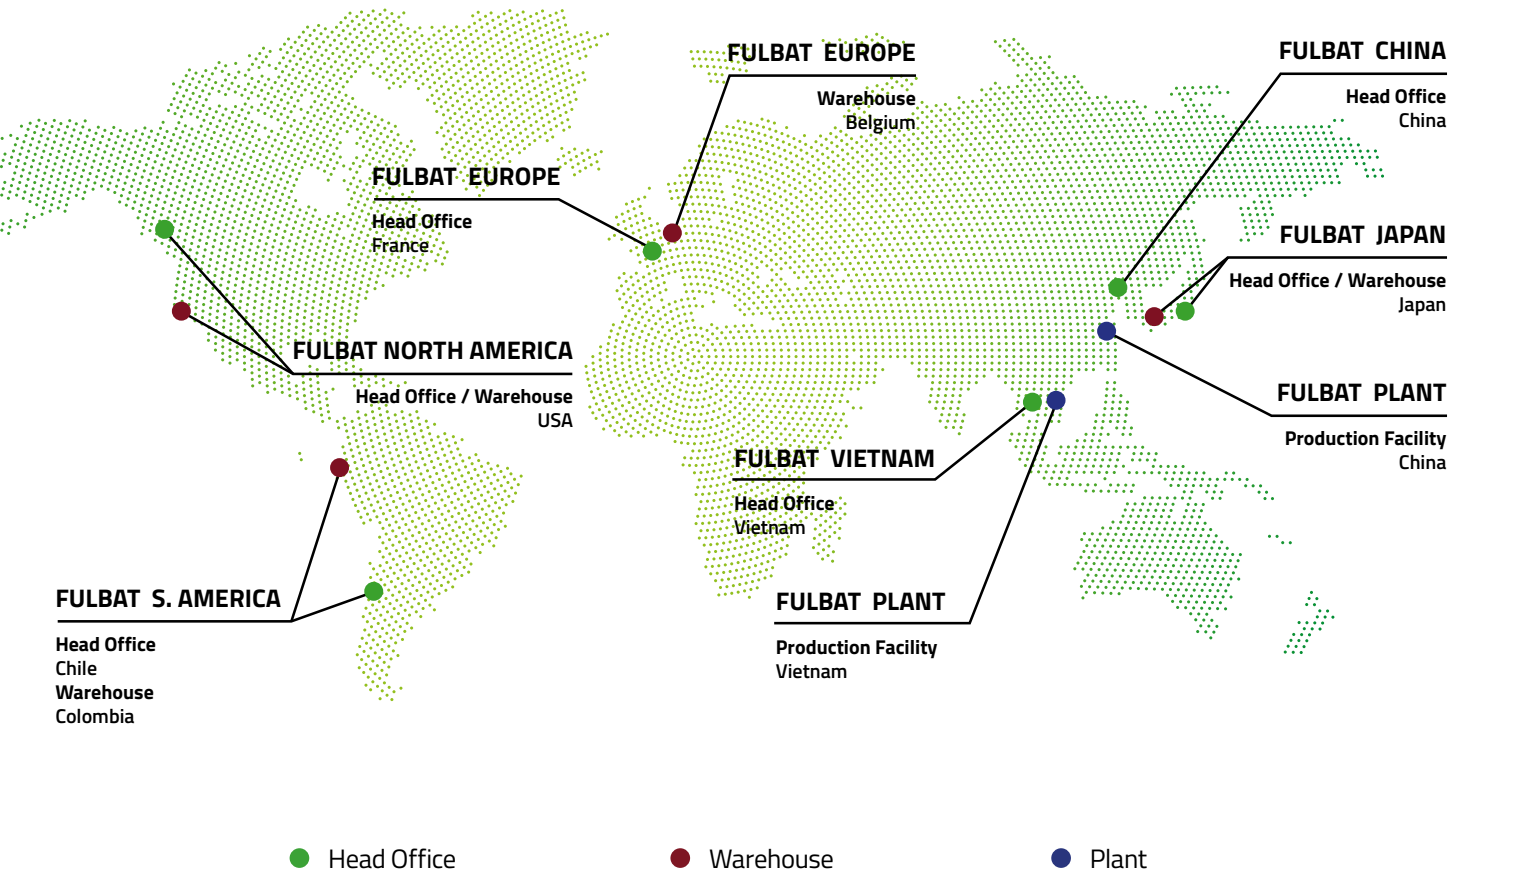 FULBAT EUROPE
Warehouse
Belgium
FULBAT CHINA
Head Office
China
FULBAT EUROPE
Head Office
France
FULBAT JAPAN
Head Office / Warehouse
Japan
FULBAT NORTH AMERICA
Head Office / Warehouse
USA
FULBAT PLANT
Production Facility
China
FULBAT VIETNAM
Head Office
Vietnam
FULBAT S. AMERICA
Head Office
Chile
Warehouse
Colombia
FULBAT PLANT
Production Facility
Vietnam
Head Office
Warehouse
Plant